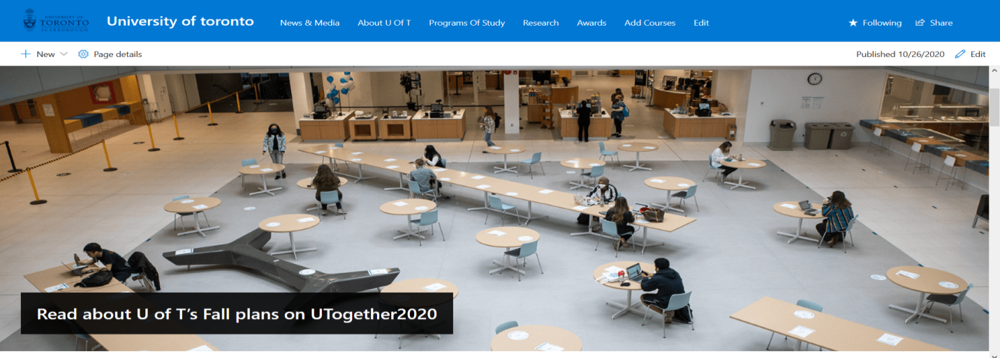 UNIVERSITY OF
TORONTO
SCARBOROUGH
University of toronto
News & Media
About U Of T
Programs Of Study
Research
Awards
Add Courses
Edit
Following
Share
New
Page details
Published 10/26/2020
Edit
Read about U of T’s Fall plans on UTogether2020